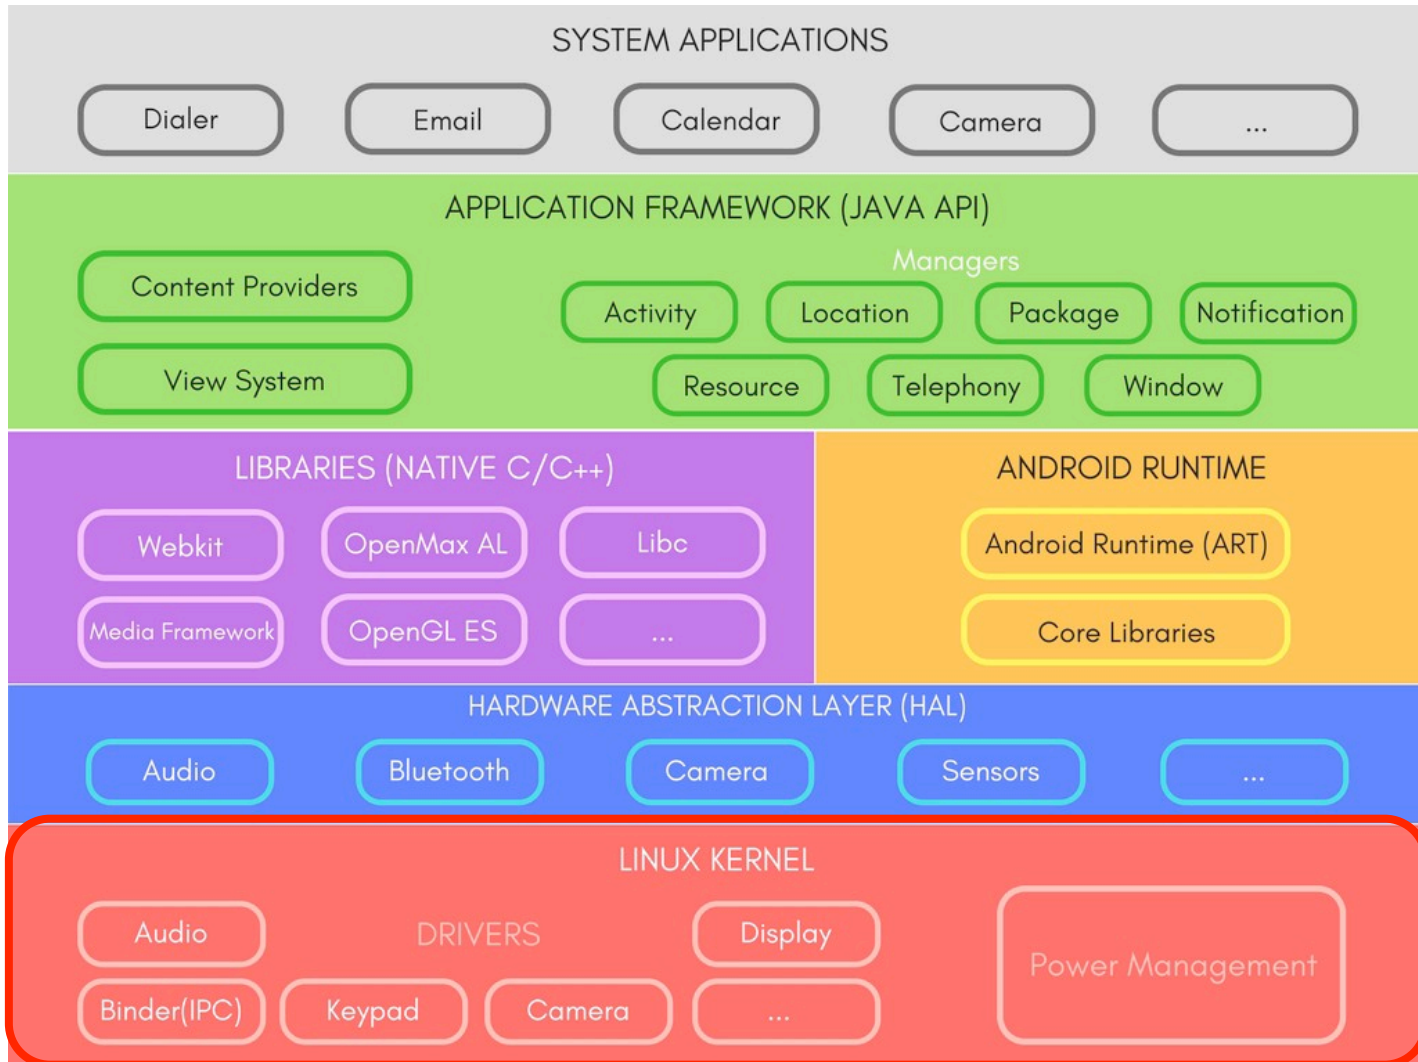 SYSTEM APPLICATIONS
Dialer
Email
Calendar
Camera
...
APPLICATION FRAMEWORK (JAVA API)
Content Providers
View System
Managers
Activity
Location
Package
Notification
Resource
Telephony
Window
LIBRARIES (NATIVE C/C++)
Webkit
OpenMax AL
Libc
Media Framework
OpenGL ES
...
ANDROID RUNTIME
Android Runtime (ART)
Core Libraries
HARDWARE ABSTRACTION LAYER (HAL)
Audio
Bluetooth
Camera
Sensors
...
LINUX KERNEL
Audio
DRIVERS
Display
Binder(IPC)
Keypad
Camera
...
Power Management